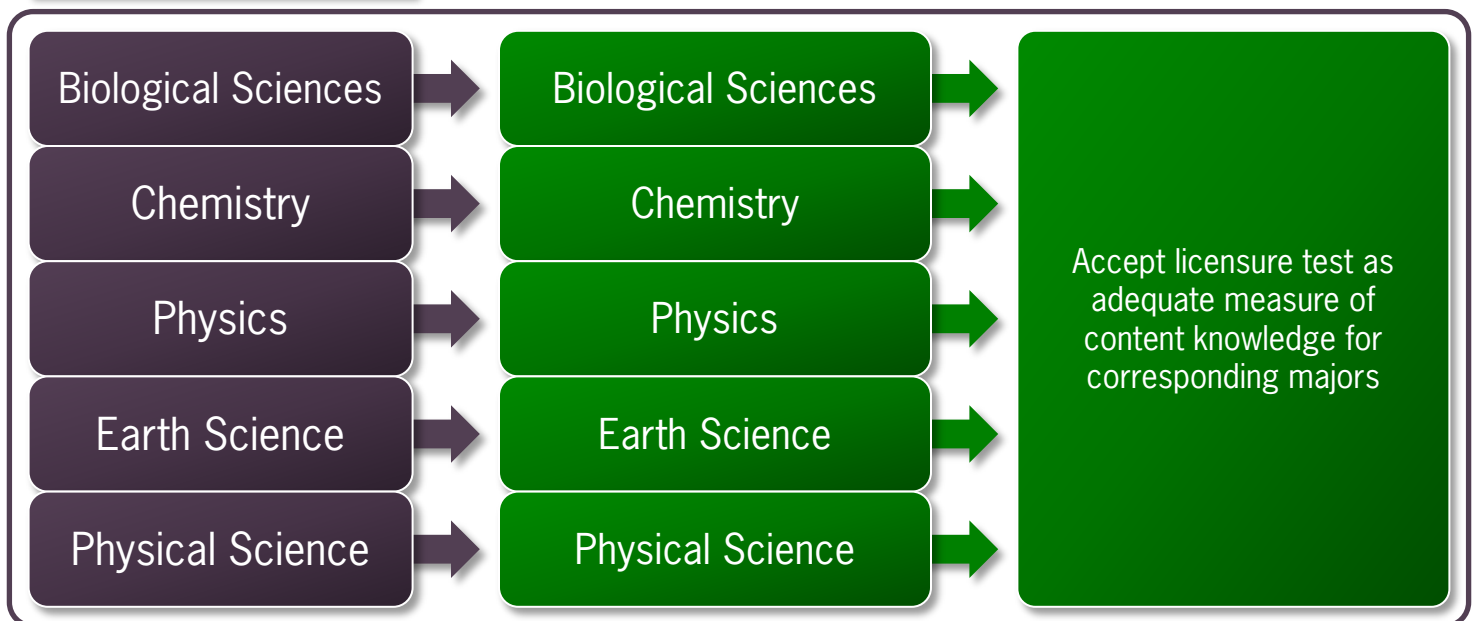 Biological Sciences
Biological Sciences
Chemistry
Chemistry
Physics
Physics
Earth Science
Earth Science
Physical Science
Physical Science
Accept licensure test as
adequate measure of
content knowledge for
corresponding majors